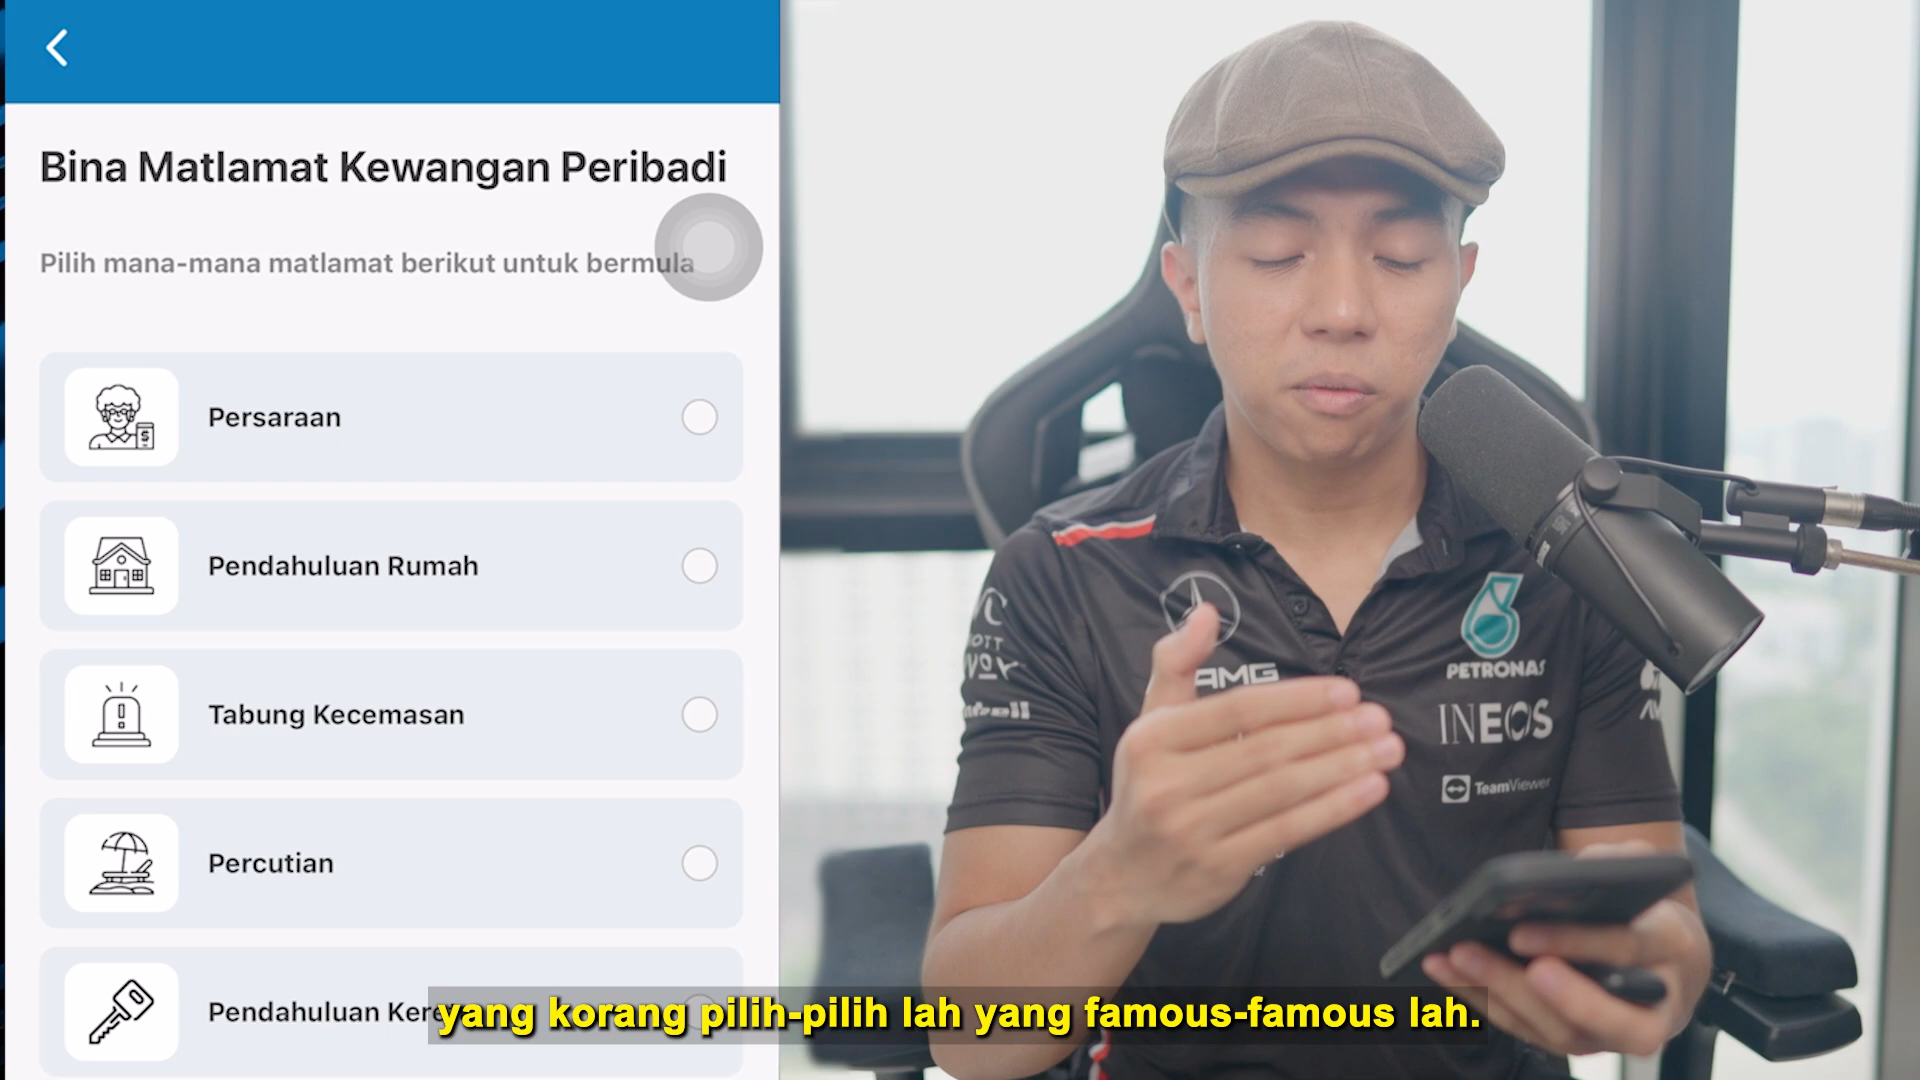 Bina Matlamat Kewangan Peribadi
Pilih mana-mana matlamat berikut untuk bermula
Persaraan
Pendahuluan Rumah
Tabung Kecemasan
Percutian
Pendahuluan
yang korang pilih-pilih lah yang famous-famous lah.
AMG
PETRONAS
INEOS
TeamViewer